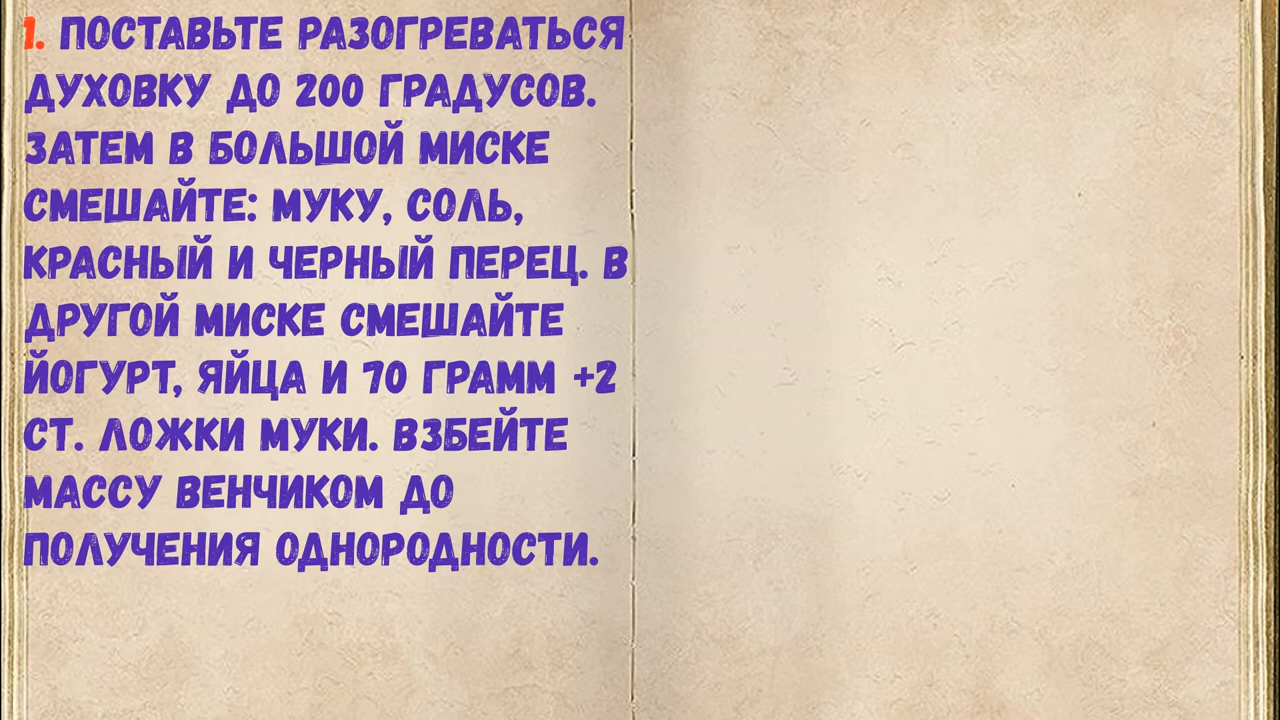 1. ПОСТАВЬТЕ РАЗОГРЕВАТЬСЯ
ДУХОВКУ ДО 200 ГРАДУСОВ.
ЗАТЕМ В БОЛЬШОЙ МИСКЕ
СМЕШАЙТЕ: МУКУ, СОЛЬ,
КРАСНЫЙ И ЧЕРНЫЙ ПЕРЕЦ. В
ДРУГОЙ МИСКЕ СМЕШАЙТЕ
ЙОГУРТ, ЯЙЦА И 70 ГРАММ +2
СТ. ЛОЖКИ МУКИ. ВЗБЕЙТЕ
МАССУ ВЕНЧИКОМ ДО
ПОЛУЧЕНИЯ ОДНОРОДНОСТИ.